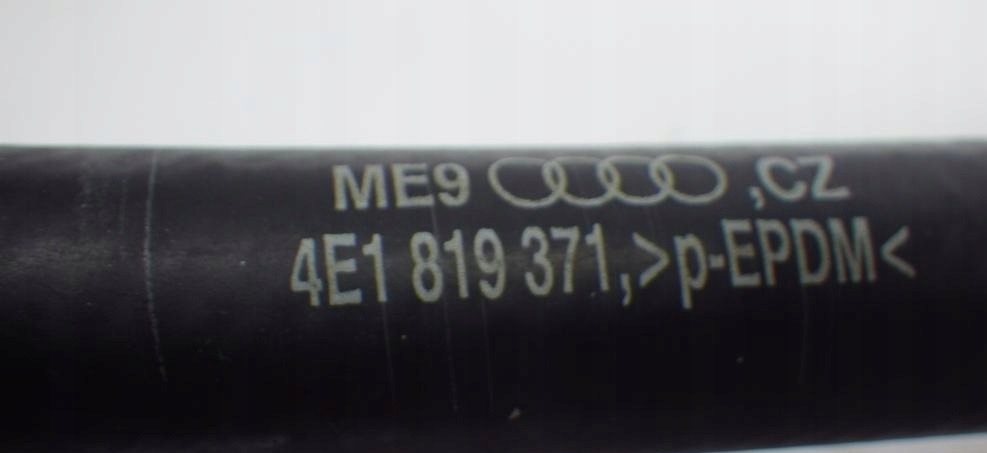 ME9 ,CZ
4E1 819 371,>p-EPDM<